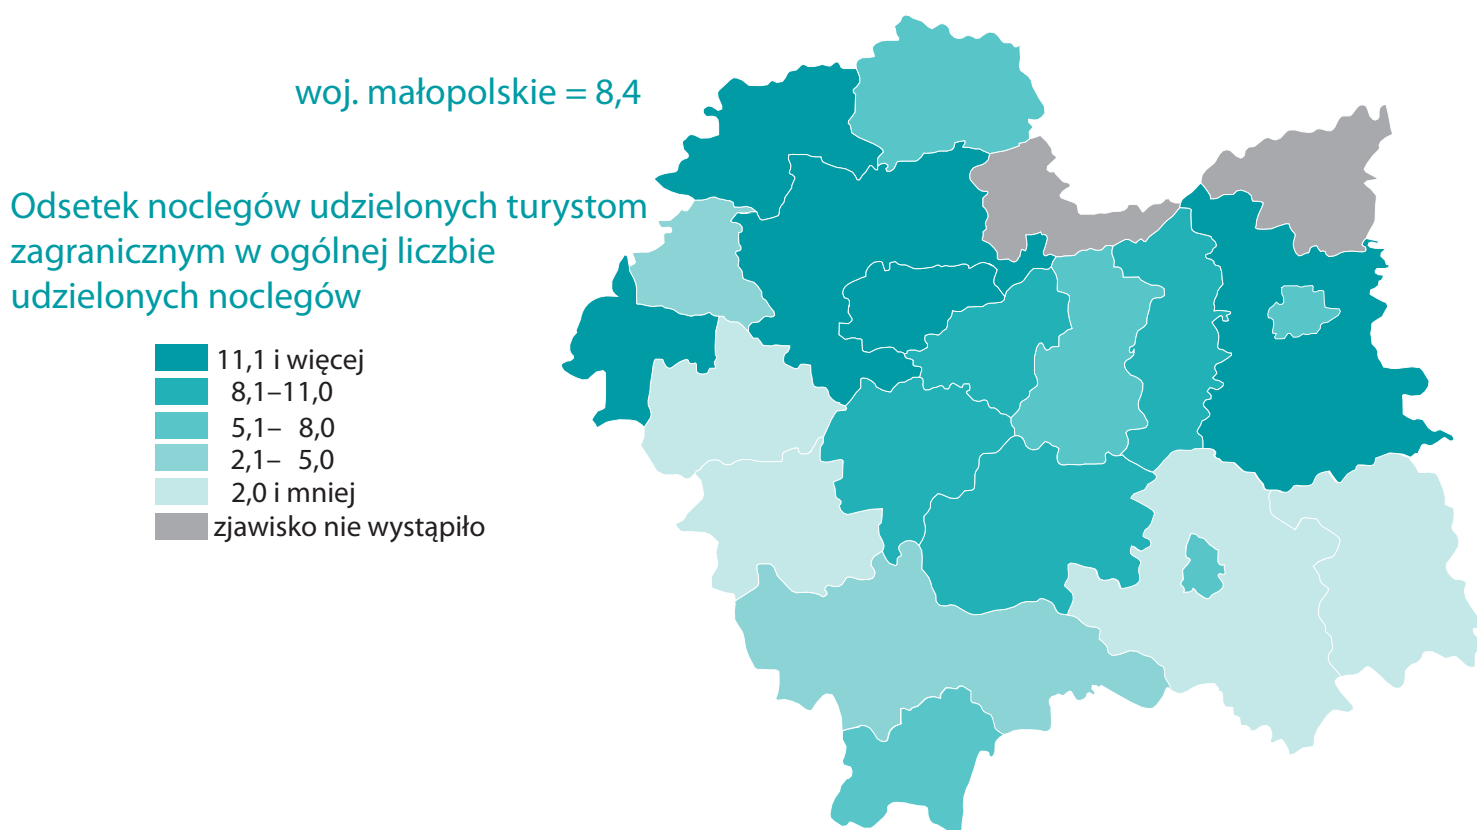 woj. małopolskie = 8,4
Odsetek noclegów udzielonych turystom
zagranicznym w ogólnej liczbie
udzielonych noclegów
11,1 i więcej
8,1–11,0
5,1– 8,0
2,1– 5,0
2,0 i mniej
zjawisko nie wystąpiło